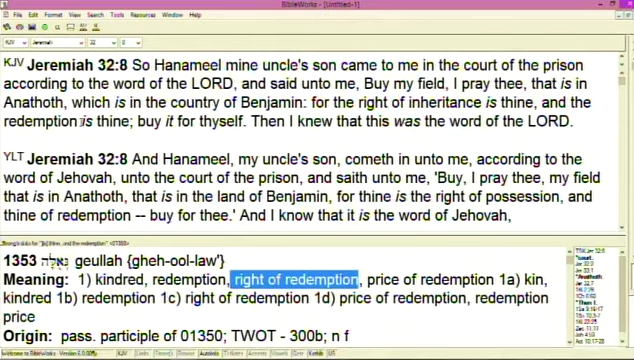 BibleWorks - [Untitled-1]
File Edit Format View Search Tools Resources Window Help
KJV Jeremiah 32 8
KJV Jeremiah 32:8 So Hanameel mine uncle's son came to me in the court of the prison
according to the word of the LORD, and said unto me, Buy my field, I pray thee, that is in
Anathoth, which is in the country of Benjamin: for the right of inheritance is thine, and the
redemption is thine; buy it for thyself. Then I knew that this was the word of the LORD.
YLT Jeremiah 32:8 And Hanameel, my uncle's son, cometh in unto me, according to the
word of Jehovah, unto the court of the prison, and saith unto me, 'Buy, I pray thee, my field
that is in Anathoth, that is in the land of Benjamin, for thine is the right of possession, and
thine of redemption -- buy for thee.' And I know that it is the word of Jehovah,
1353 גְּאֻלָּה geullah {gheh-ool-law'}
Meaning: 1) kindred, redemption, right of redemption, price of redemption 1a) kin,
kindred 1b) redemption 1c) right of redemption 1d) price of redemption, redemption
price
Origin: pass. participle of 01350; TWOT - 300b; n f
Welcome to BibleWorks KJV